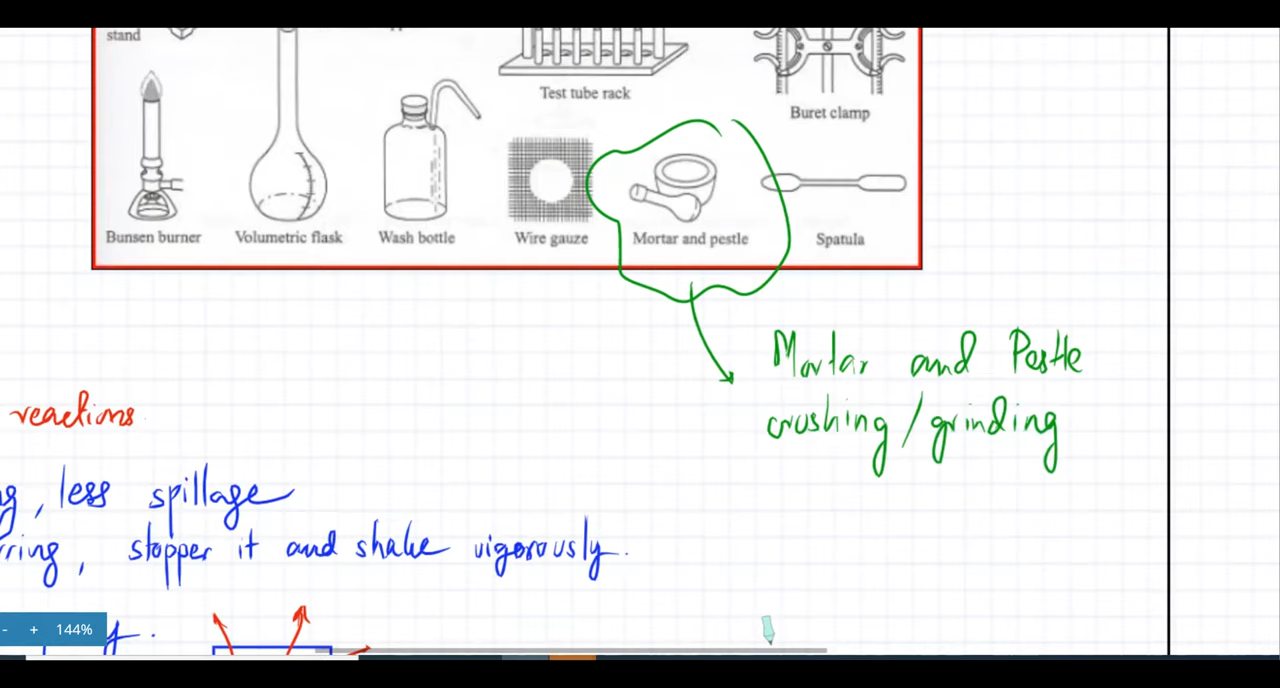 stand
Test tube rack
Buret clamp
Bunsen burner Volumetric flask Wash bottle Wire gauze Mortar and pestle Spatula
Mortar and Pestle
crushing/grinding
reactions
, less spillage
, stopper it and shake vigorously.
- + 144%